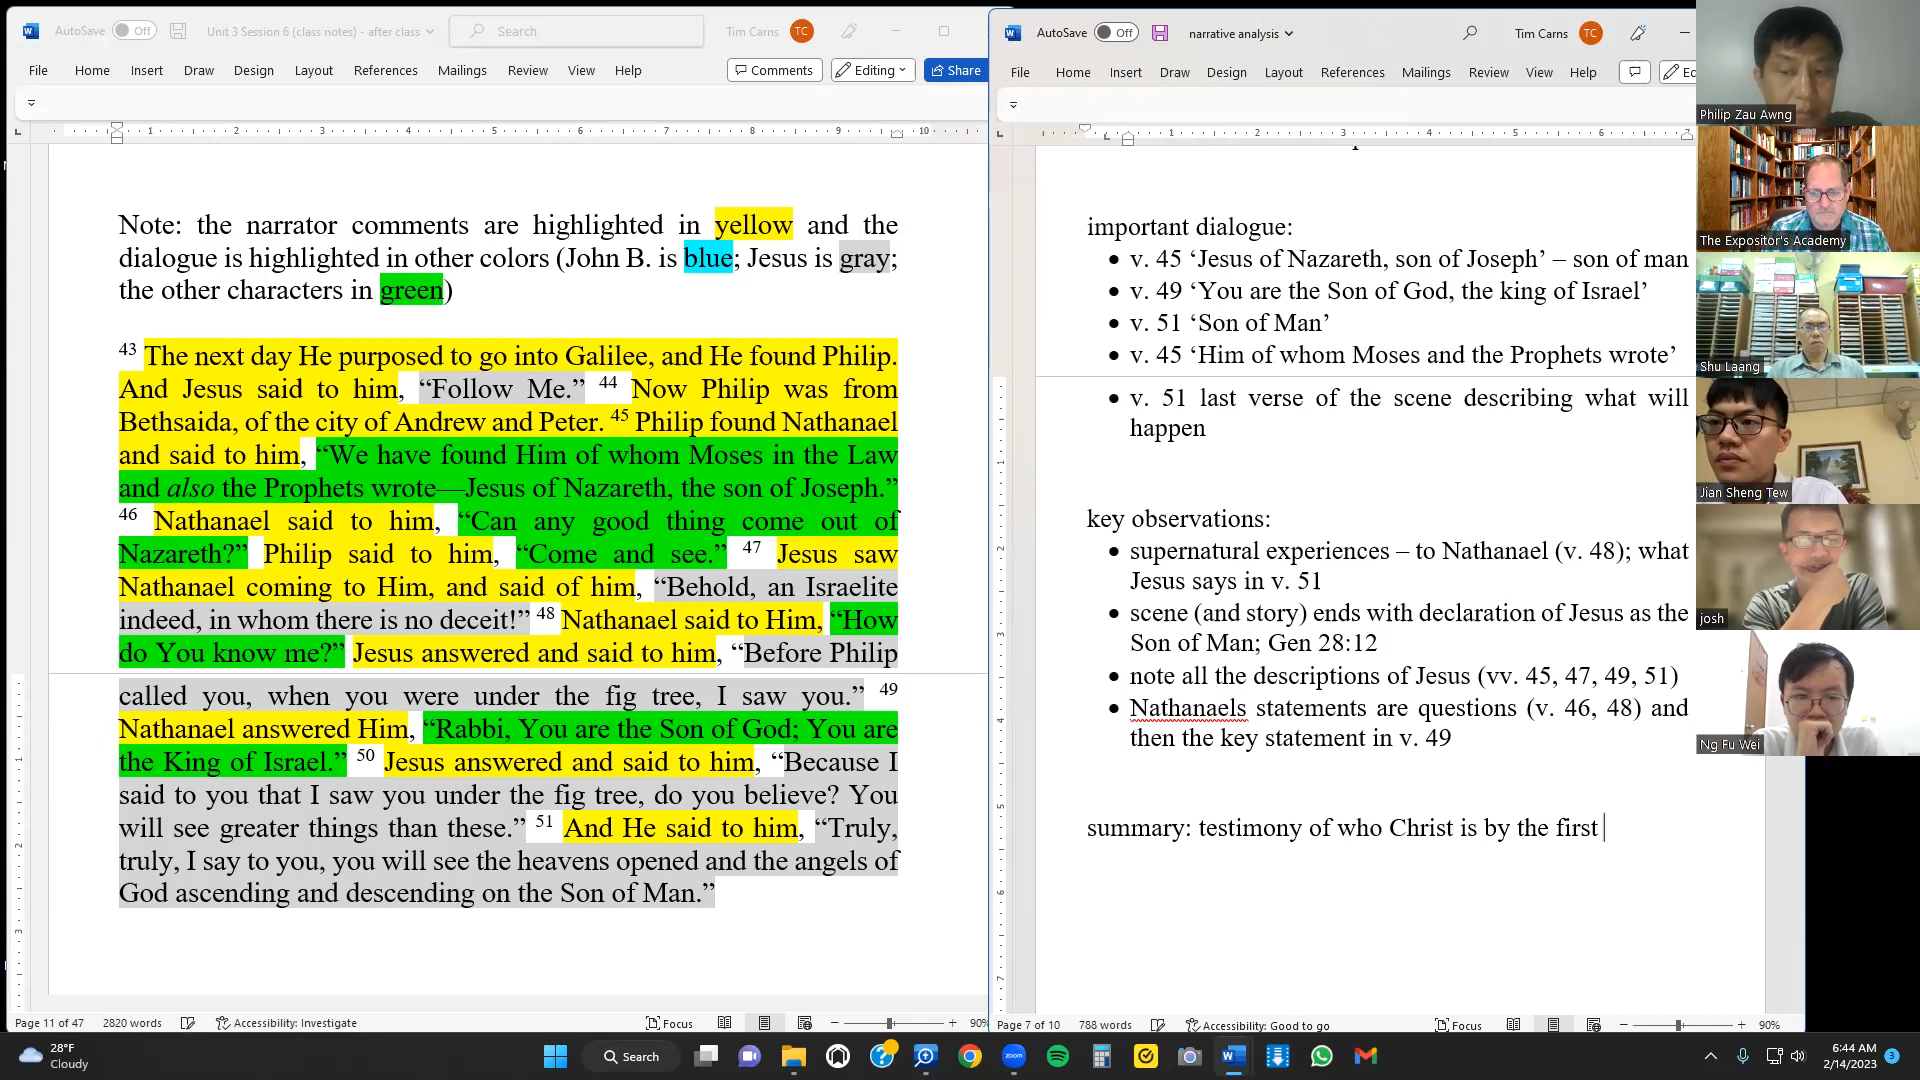 AutoSave Off
Unit 3 Session 6 (class notes) - after class
Search
Tim Carns TC
File Home Insert Draw Design Layout References Mailings Review View Help
Comments Editing Share
1 2 3 4 5 6 7 8 9 10
Note: the narrator comments are highlighted in yellow and the
dialogue is highlighted in other colors (John B. is blue; Jesus is gray;
the other characters in green)
43 The next day He purposed to go into Galilee, and He found Philip.
And Jesus said to him, “Follow Me.” 44 Now Philip was from
Bethsaida, of the city of Andrew and Peter. 45 Philip found Nathanael
and said to him, “We have found Him of whom Moses in the Law
and also the Prophets wrote—Jesus of Nazareth, the son of Joseph.”
46 Nathanael said to him, “Can any good thing come out of
Nazareth?” Philip said to him, “Come and see.” 47 Jesus saw
Nathanael coming to Him, and said of him, “Behold, an Israelite
indeed, in whom there is no deceit!” 48 Nathanael said to Him, “How
do You know me?” Jesus answered and said to him, “Before Philip
called you, when you were under the fig tree, I saw you.” 49
Nathanael answered Him, “Rabbi, You are the Son of God; You are
the King of Israel.” 50 Jesus answered and said to him, “Because I
said to you that I saw you under the fig tree, do you believe? You
will see greater things than these.” 51 And He said to him, “Truly,
truly, I say to you, you will see the heavens opened and the angels of
God ascending and descending on the Son of Man.”
Page 11 of 47 2820 words Accessibility: Investigate Focus 90%
AutoSave Off
narrative analysis
Tim Carns TC
File Home Insert Draw Design Layout References Mailings Review View Help
important dialogue:
• v. 45 ‘Jesus of Nazareth, son of Joseph’ – son of man
• v. 49 ‘You are the Son of God, the king of Israel’
• v. 51 ‘Son of Man’
• v. 45 ‘Him of whom Moses and the Prophets wrote’
• v. 51 last verse of the scene describing what will
happen
key observations:
• supernatural experiences – to Nathanael (v. 48); what
Jesus says in v. 51
• scene (and story) ends with declaration of Jesus as the
Son of Man; Gen 28:12
• note all the descriptions of Jesus (vv. 45, 47, 49, 51)
• Nathanaels statements are questions (v. 46, 48) and
then the key statement in v. 49
summary: testimony of who Christ is by the first
Page 7 of 10 788 words Accessibility: Good to go Focus 90%
Philip Zau Awng
The Expositor's Academy
Shu Laang
Jian Sheng Tew
josh
Ng Fu Wei
28°F
Cloudy
Search
zoom
6:44 AM
2/14/2023
3